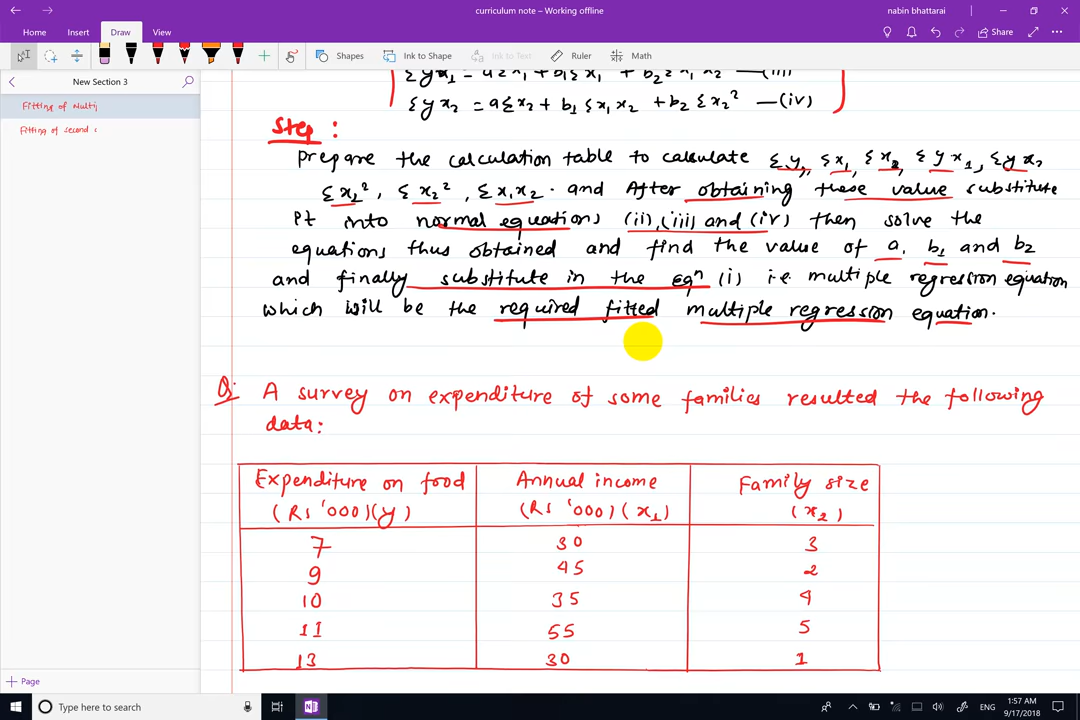 curriculum note – Working offline
nabin bhattarai
Home Insert Draw View
Share
Shapes Ink to Shape Ink to Text Ruler Math
New Section 3
Fitting of Multi
Fitting of second
Σyx₁ = aΣx₁ + b₁Σx₁² + b₂Σx₁x₂ —(iii)
Σyx₂ = aΣx₂ + b₁Σx₁x₂ + b₂Σx₂² —(iv)
Step :
Prepare the calculation table to calculate Σy, Σx₁, Σx₂, Σyx₁, Σyx₂
Σx₁², Σx₂², Σx₁x₂. and After obtaining these value substitute
it into normal equations (ii), (iii) and (iv) then solve the
equations thus obtained and find the value of a, b₁ and b₂
and finally substitute in the eqⁿ (i) i.e multiple regression equation
which will be the required fitted multiple regression equation.
Q: A survey on expenditure of some families resulted the following
data:
Expenditure on food Annual income Family size
(Rs '000)(y) (Rs '000)(x₁) (x₂)
7 30 3
9 45 2
10 35 4
11 55 5
13 30 1
Page
Type here to search
ENG
1:57 AM
9/17/2018